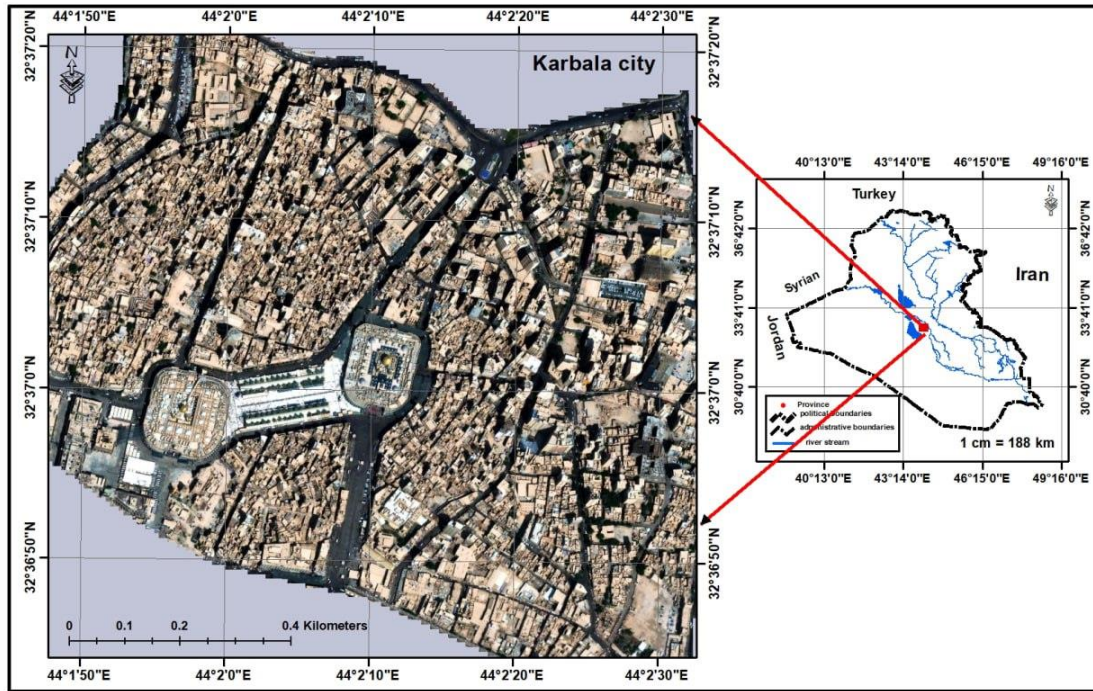 44°1'50"E 44°2'0"E 44°2'10"E 44°2'20"E 44°2'30"E
32°37'20"N
32°37'10"N
32°37'0"N
32°36'50"N
N
Karbala city
0 0.1 0.2 0.4 Kilometers
32°37'20"N
32°37'10"N
32°37'0"N
32°36'50"N
44°1'50"E 44°2'0"E 44°2'10"E 44°2'20"E 44°2'30"E
40°13'0"E 43°14'0"E 46°15'0"E 49°16'0"E
36°42'0"N
33°41'0"N
30°40'0"N
Turkey
N
Syrian
Iran
Jordan
Province
political boundaries
administrative boundaries
river stream
1 cm = 188 km
36°42'0"N
33°41'0"N
30°40'0"N
40°13'0"E 43°14'0"E 46°15'0"E 49°16'0"E